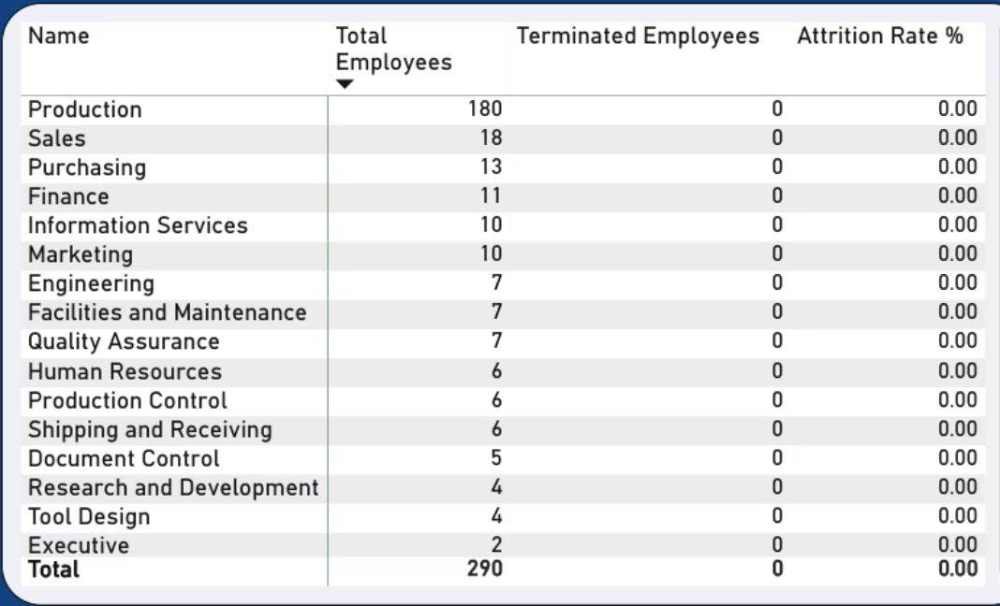 Name Total Employees Terminated Employees Attrition Rate %
Production 180 0 0.00
Sales 18 0 0.00
Purchasing 13 0 0.00
Finance 11 0 0.00
Information Services 10 0 0.00
Marketing 10 0 0.00
Engineering 7 0 0.00
Facilities and Maintenance 7 0 0.00
Quality Assurance 7 0 0.00
Human Resources 6 0 0.00
Production Control 6 0 0.00
Shipping and Receiving 6 0 0.00
Document Control 5 0 0.00
Research and Development 4 0 0.00
Tool Design 4 0 0.00
Executive 2 0 0.00
Total 290 0 0.00